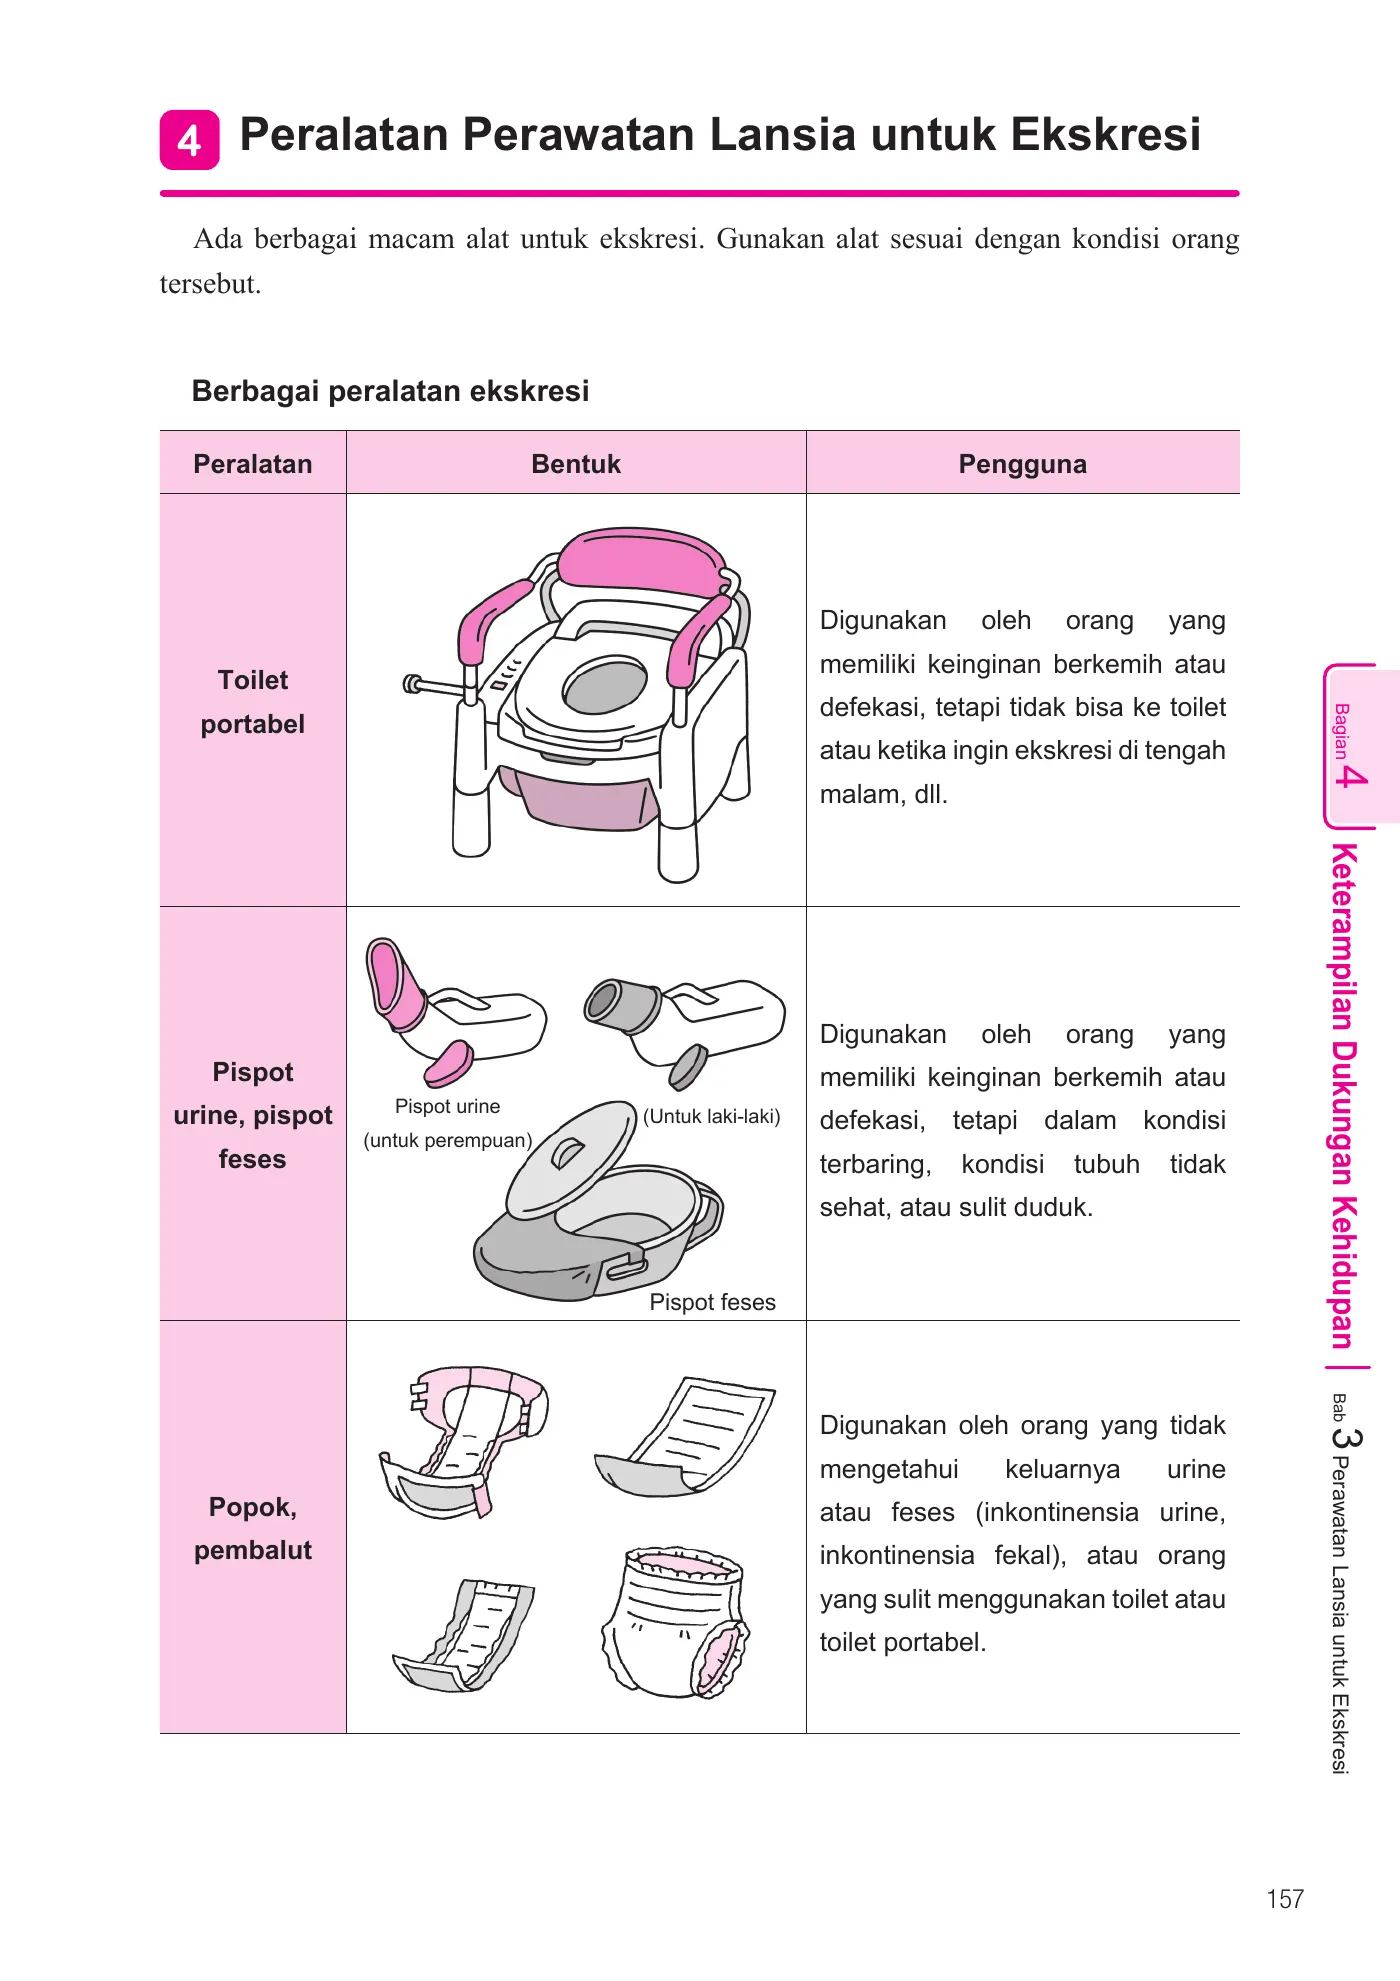 4 Peralatan Perawatan Lansia untuk Ekskresi
Ada berbagai macam alat untuk ekskresi. Gunakan alat sesuai dengan kondisi orang
tersebut.
Berbagai peralatan ekskresi
Peralatan
Bentuk
Pengguna
Toilet
portabel
Digunakan oleh orang yang
memiliki keinginan berkemih atau
defekasi, tetapi tidak bisa ke toilet
atau ketika ingin ekskresi di tengah
malam, dll.
Pispot
urine, pispot
feses
Pispot urine
(untuk perempuan)
(Untuk laki-laki)
Pispot feses
Digunakan oleh orang yang
memiliki keinginan berkemih atau
defekasi, tetapi dalam kondisi
terbaring, kondisi tubuh tidak
sehat, atau sulit duduk.
Popok,
pembalut
Digunakan oleh orang yang tidak
mengetahui keluarnya urine
atau feses (inkontinensia urine,
inkontinensia fekal), atau orang
yang sulit menggunakan toilet atau
toilet portabel.
Bagian 4
Keterampilan Dukungan Kehidupan
Bab 3 Perawatan Lansia untuk Ekskresi
157